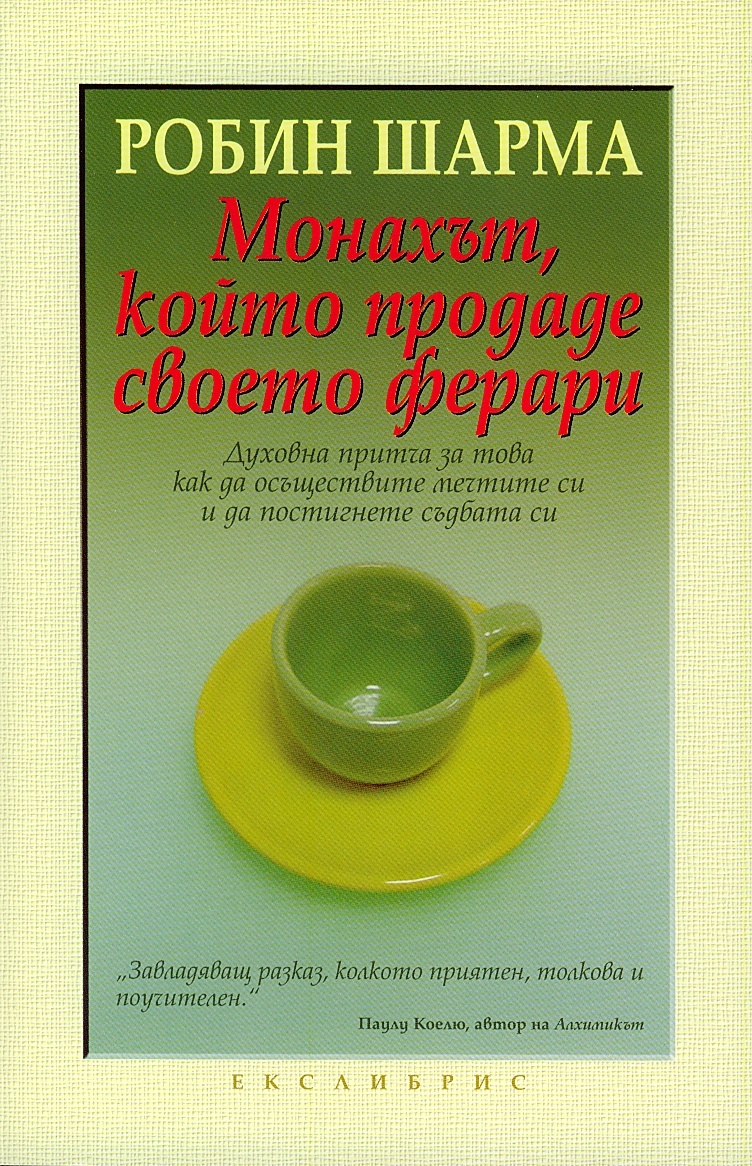 РОБИН ШАРМА
Монахът,
който продаде
своето ферари
Духовна притча за това
как да осъществите мечтите си
и да постигнете съдбата си
„Завладяващ разказ, колкото приятен, толкова и
поучителен.“
Паулу Коелю, автор на Алхимикът
ЕКСЛИБРИС